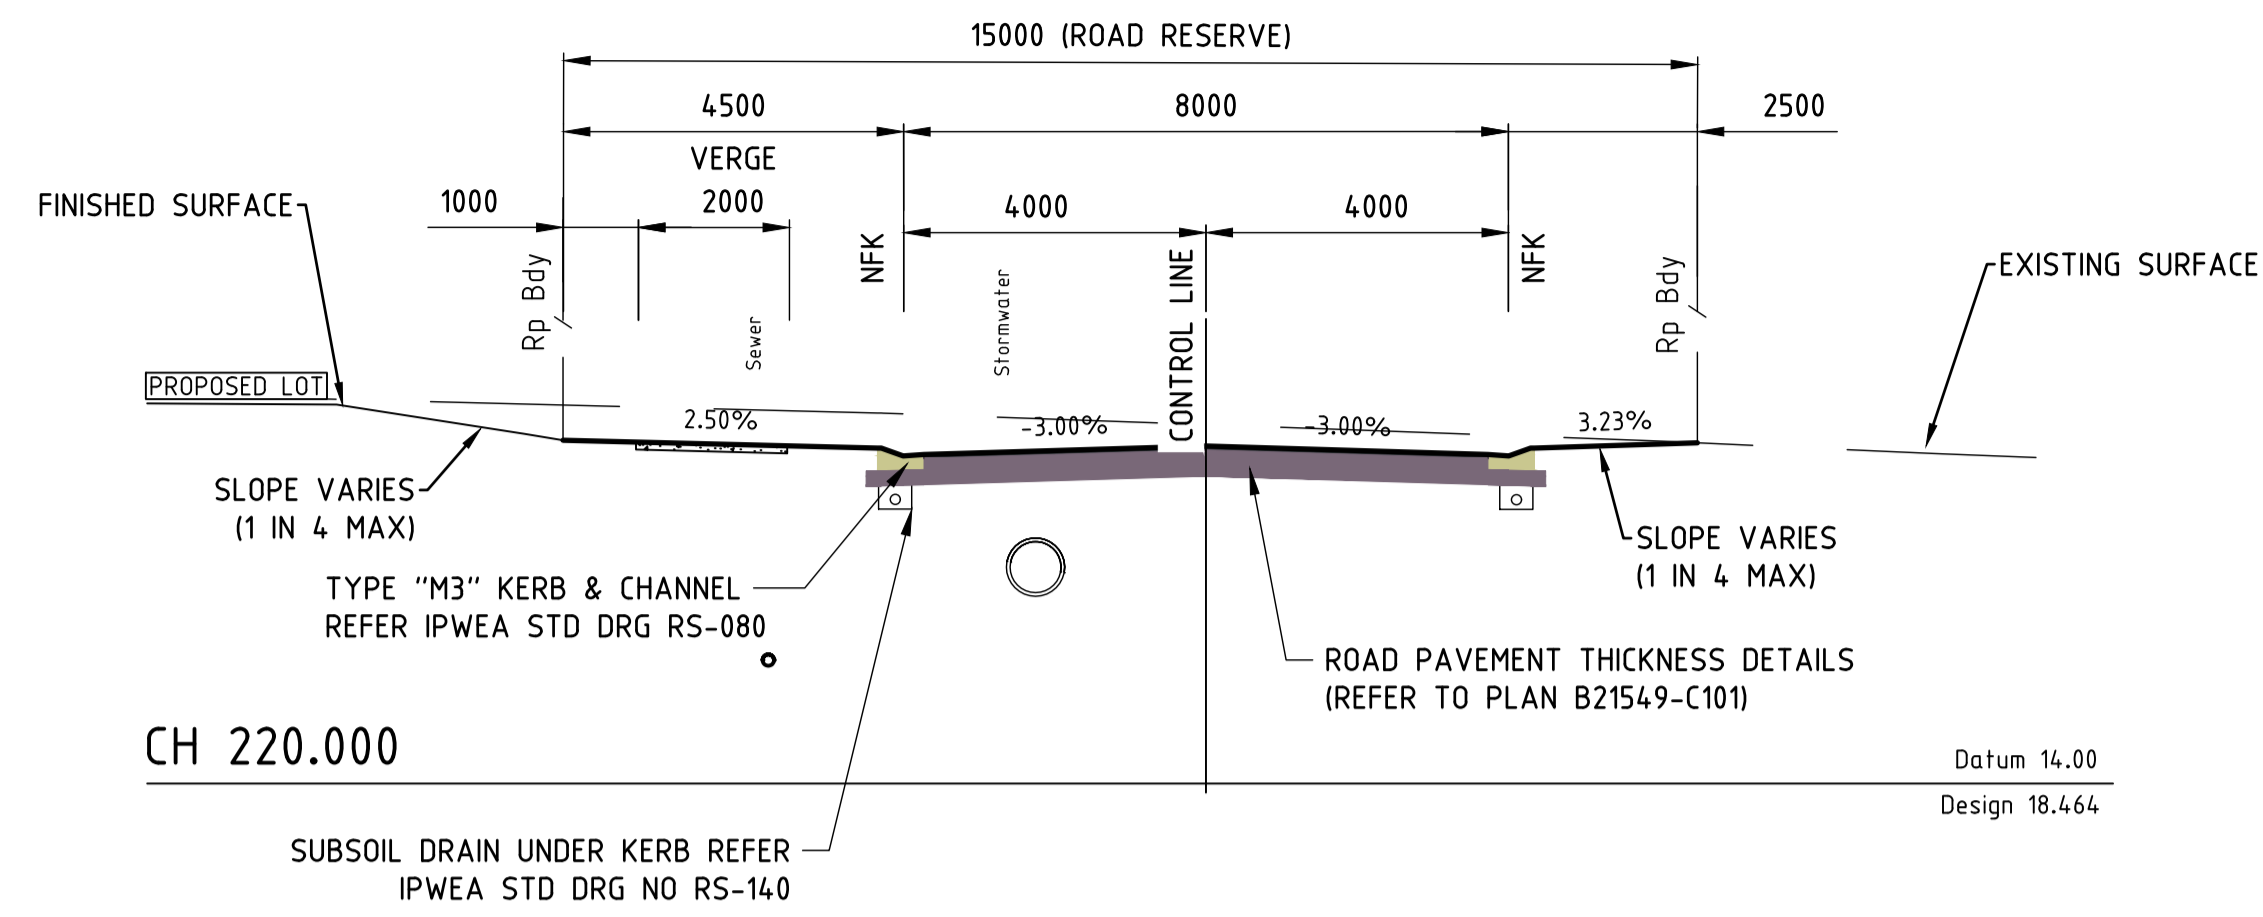 15000 (ROAD RESERVE)
4500
8000
2500
VERGE
1000
2000
4000
4000
FINISHED SURFACE
Rp Bdy
NFK
Sewer
Stormwater
CONTROL LINE
NFK
Rp Bdy
EXISTING SURFACE
PROPOSED LOT
2.50%
-3.00%
-3.00%
3.23%
SLOPE VARIES
(1 IN 4 MAX)
SLOPE VARIES
(1 IN 4 MAX)
TYPE "M3" KERB & CHANNEL
REFER IPWEA STD DRG RS-080
ROAD PAVEMENT THICKNESS DETAILS
(REFER TO PLAN B21549-C101)
CH 220.000
Datum 14.00
Design 18.464
SUBSOIL DRAIN UNDER KERB REFER
IPWEA STD DRG NO RS-140